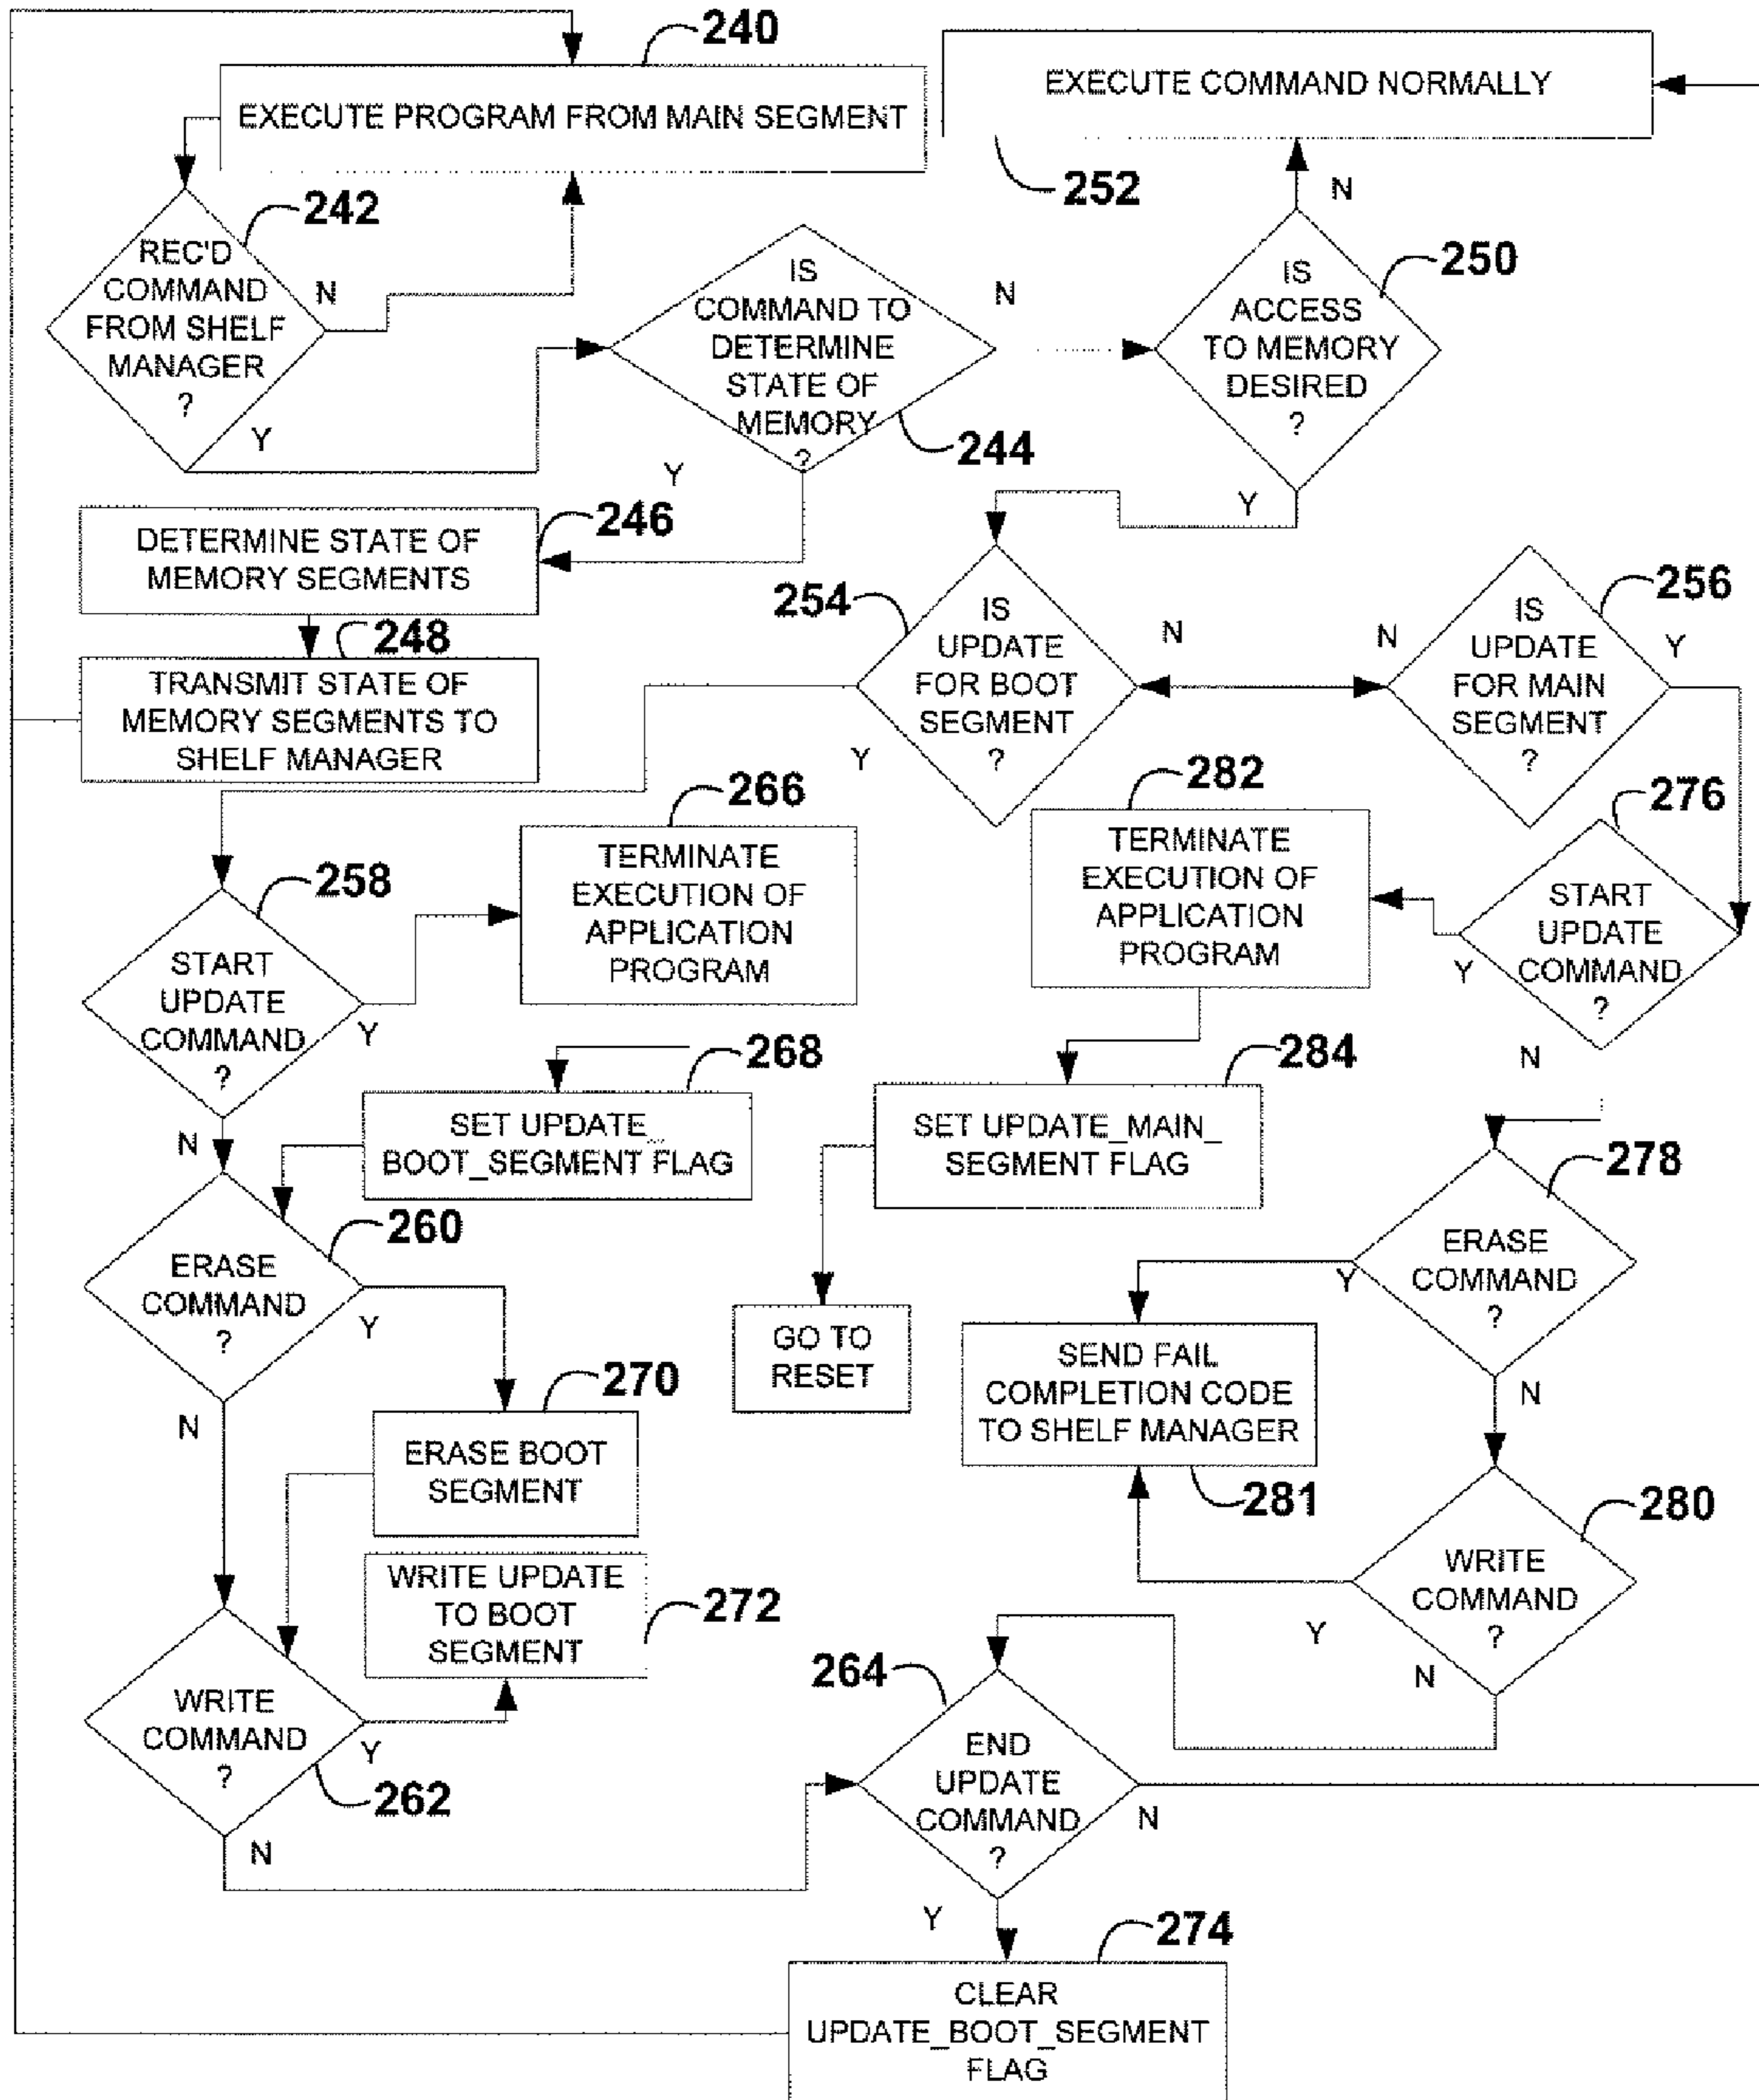 240
EXECUTE PROGRAM FROM MAIN SEGMENT
EXECUTE COMMAND NORMALLY
252
242
REC'D
COMMAND
FROM SHELF
MANAGER
?
N
Y
IS
COMMAND TO
DETERMINE
STATE OF
MEMORY
?
N
Y
244
N
250
IS
ACCESS
TO MEMORY
DESIRED
?
Y
246
DETERMINE STATE OF
MEMORY SEGMENTS
248
TRANSMIT STATE OF
MEMORY SEGMENTS TO
SHELF MANAGER
254
IS
UPDATE
FOR BOOT
SEGMENT
?
N
Y
256
IS
UPDATE
FOR MAIN
SEGMENT
?
N
Y
266
TERMINATE
EXECUTION OF
APPLICATION
PROGRAM
282
TERMINATE
EXECUTION OF
APPLICATION
PROGRAM
276
START
UPDATE
COMMAND
?
Y
N
258
START
UPDATE
COMMAND
?
Y
N
268
SET UPDATE_
BOOT_SEGMENT FLAG
284
SET UPDATE_MAIN_
SEGMENT FLAG
278
ERASE
COMMAND
?
Y
N
260
ERASE
COMMAND
?
Y
N
GO TO
RESET
SEND FAIL
COMPLETION CODE
TO SHELF MANAGER
281
270
ERASE BOOT
SEGMENT
280
WRITE
COMMAND
?
Y
N
WRITE UPDATE
TO BOOT
SEGMENT
272
WRITE
COMMAND
?
Y
262
N
264
END
UPDATE
COMMAND
?
N
Y
274
CLEAR
UPDATE_BOOT_SEGMENT
FLAG